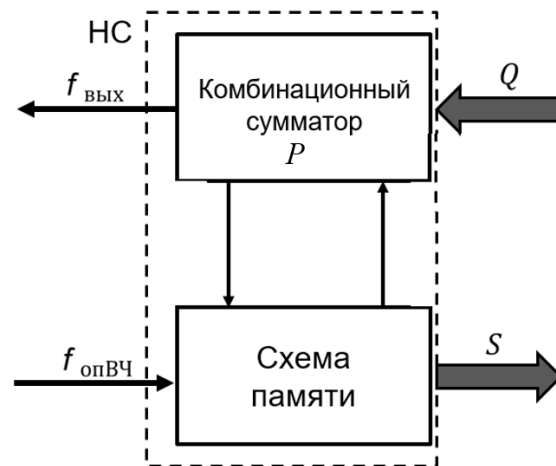 НС
f вых
Комбинационный
сумматор
P
Q
f опВЧ
Схема
памяти
S